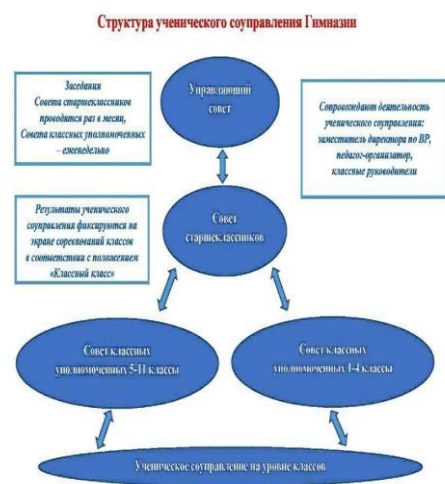 Структура ученического соуправления Гимназии
Заседания
Совета старшеклассников
проводятся раз в месяц,
Совета классных уполномоченных
– еженедельно
Управляющий
совет
Сопровождают деятельность
ученического соуправления:
заместитель директора по ВР,
педагог-организатор,
классные руководители
Результаты ученического
соуправления фиксируются на
экране соревнований классов
в соответствии с положением
«Классный класс»
Совет
старшеклассников
Совет классных
уполномоченных 5-11 классы
Совет классных
уполномоченных 1-4 классы
Ученическое соуправление на уровне классов